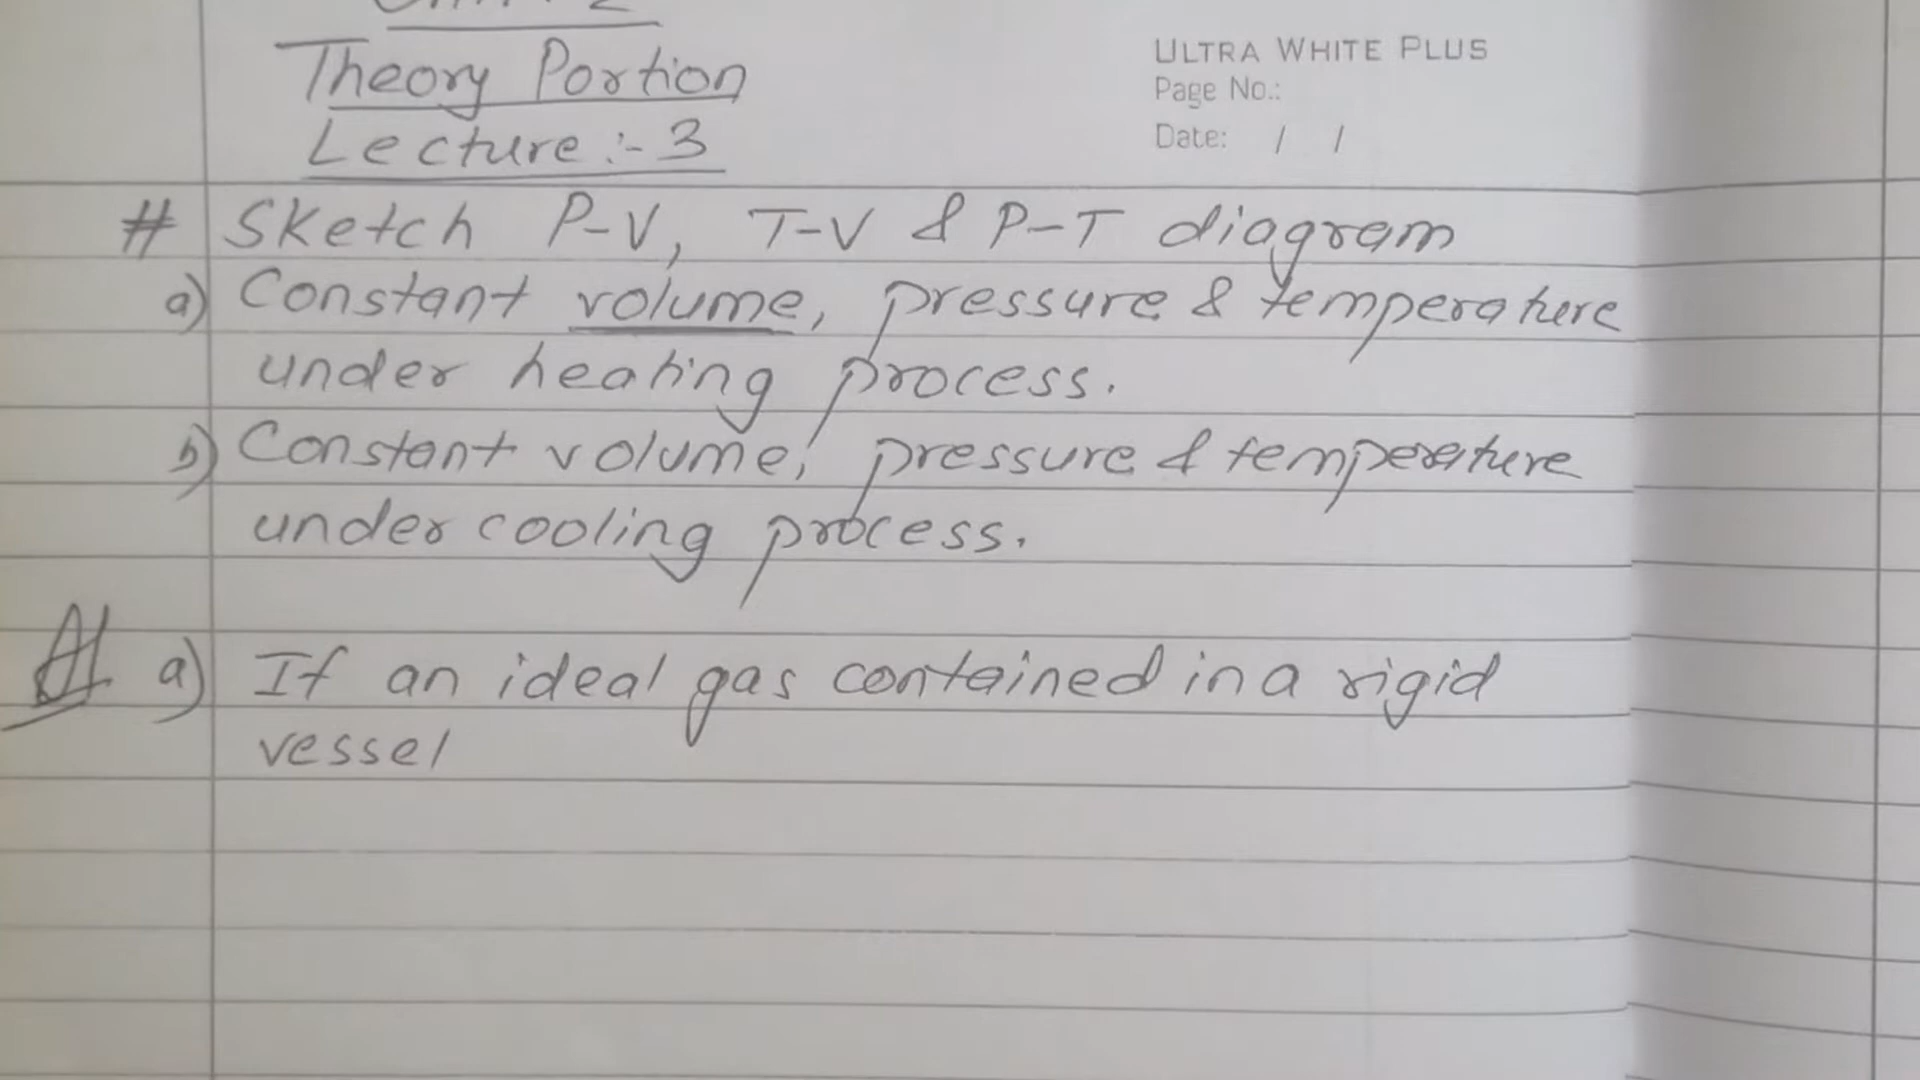 Theory Portion
Lecture :- 3
ULTRA WHITE PLUS
Page No.:
Date: / /
# Sketch P-V, T-V & P-T diagram
a) Constant volume, pressure & temperature
under heating process.
b) Constant volume, pressure & temperature
under cooling process.
a) If an ideal gas contained in a rigid
vessel